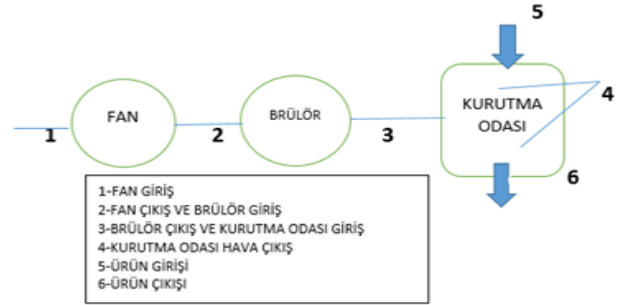 5
FAN
BRÜLÖR
KURUTMA
ODASI
4
1
2
3
6
1-FAN GİRİŞ
2-FAN ÇIKIŞ VE BRÜLÖR GİRİŞ
3-BRÜLÖR ÇIKIŞ VE KURUTMA ODASI GİRİŞ
4-KURUTMA ODASI HAVA ÇIKIŞ
5-ÜRÜN GİRİŞİ
6-ÜRÜN ÇIKIŞI